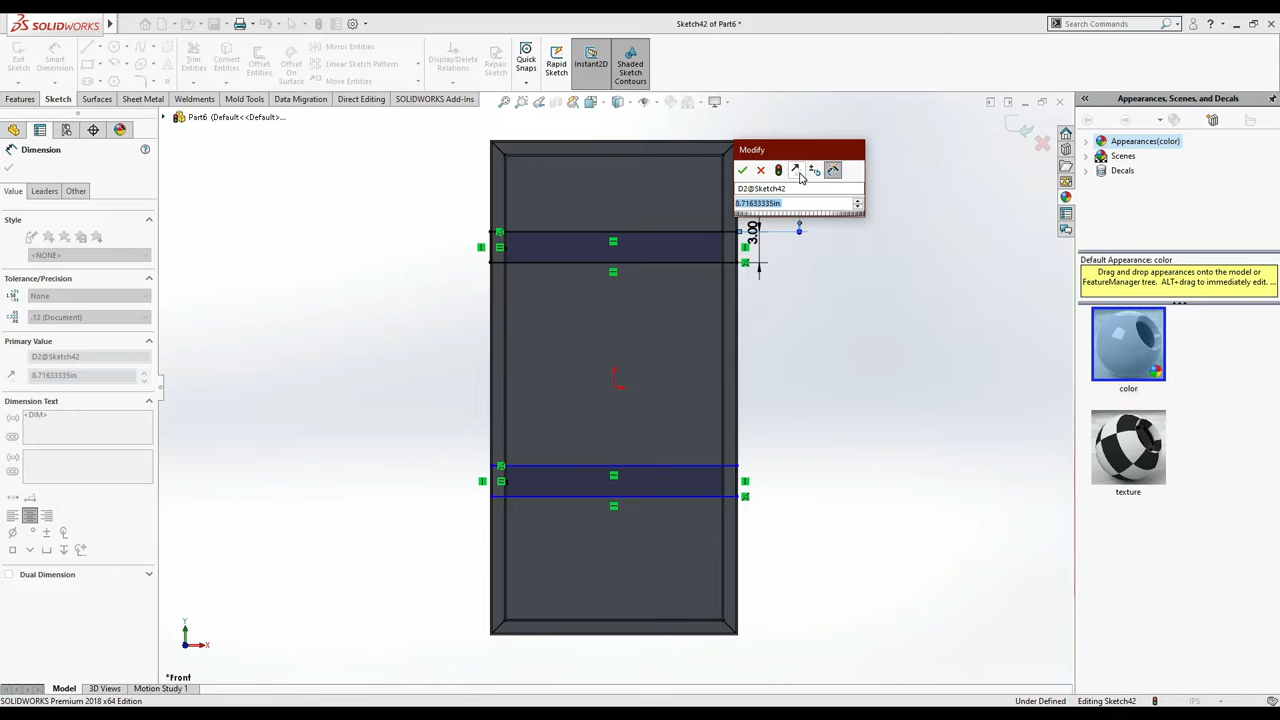 SOLIDWORKS
Sketch42 of Part6 *
Search Commands
Exit Sketch
Smart Dimension
Trim Entities
Convert Entities
Offset Entities
Offset On Surface
Mirror Entities
Linear Sketch Pattern
Move Entities
Display/Delete Relations
Repair Sketch
Quick Snaps
Rapid Sketch
Instant2D
Shaded Sketch Contours
Features
Sketch
Surfaces
Sheet Metal
Weldments
Mold Tools
Data Migration
Direct Editing
SOLIDWORKS Add-Ins
Part6 (Default<<Default>...
Dimension
Value
Leaders
Other
Style
<NONE>
Tolerance/Precision
None
.12 (Document)
Primary Value
D2@Sketch42
8.71633335in
Dimension Text
<DIM>
Dual Dimension
Modify
D2@Sketch42
8.71633335in
3.00
Y
X
*Front
Appearances, Scenes, and Decals
Appearances(color)
Scenes
Decals
Default Appearance: color
Drag and drop appearances onto the model or FeatureManager tree. ALT+drag to immediately edit. ...
color
texture
Model
3D Views
Motion Study 1
SOLIDWORKS Premium 2018 x64 Edition
Under Defined
Editing Sketch42
IPS